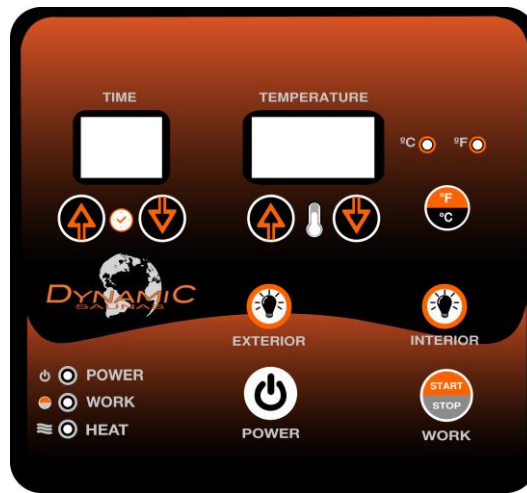 TIME
TEMPERATURE
ºC
ºF
°F
°C
DYNAMIC
SAUNAS
EXTERIOR
INTERIOR
POWER
WORK
HEAT
POWER
START
STOP
WORK